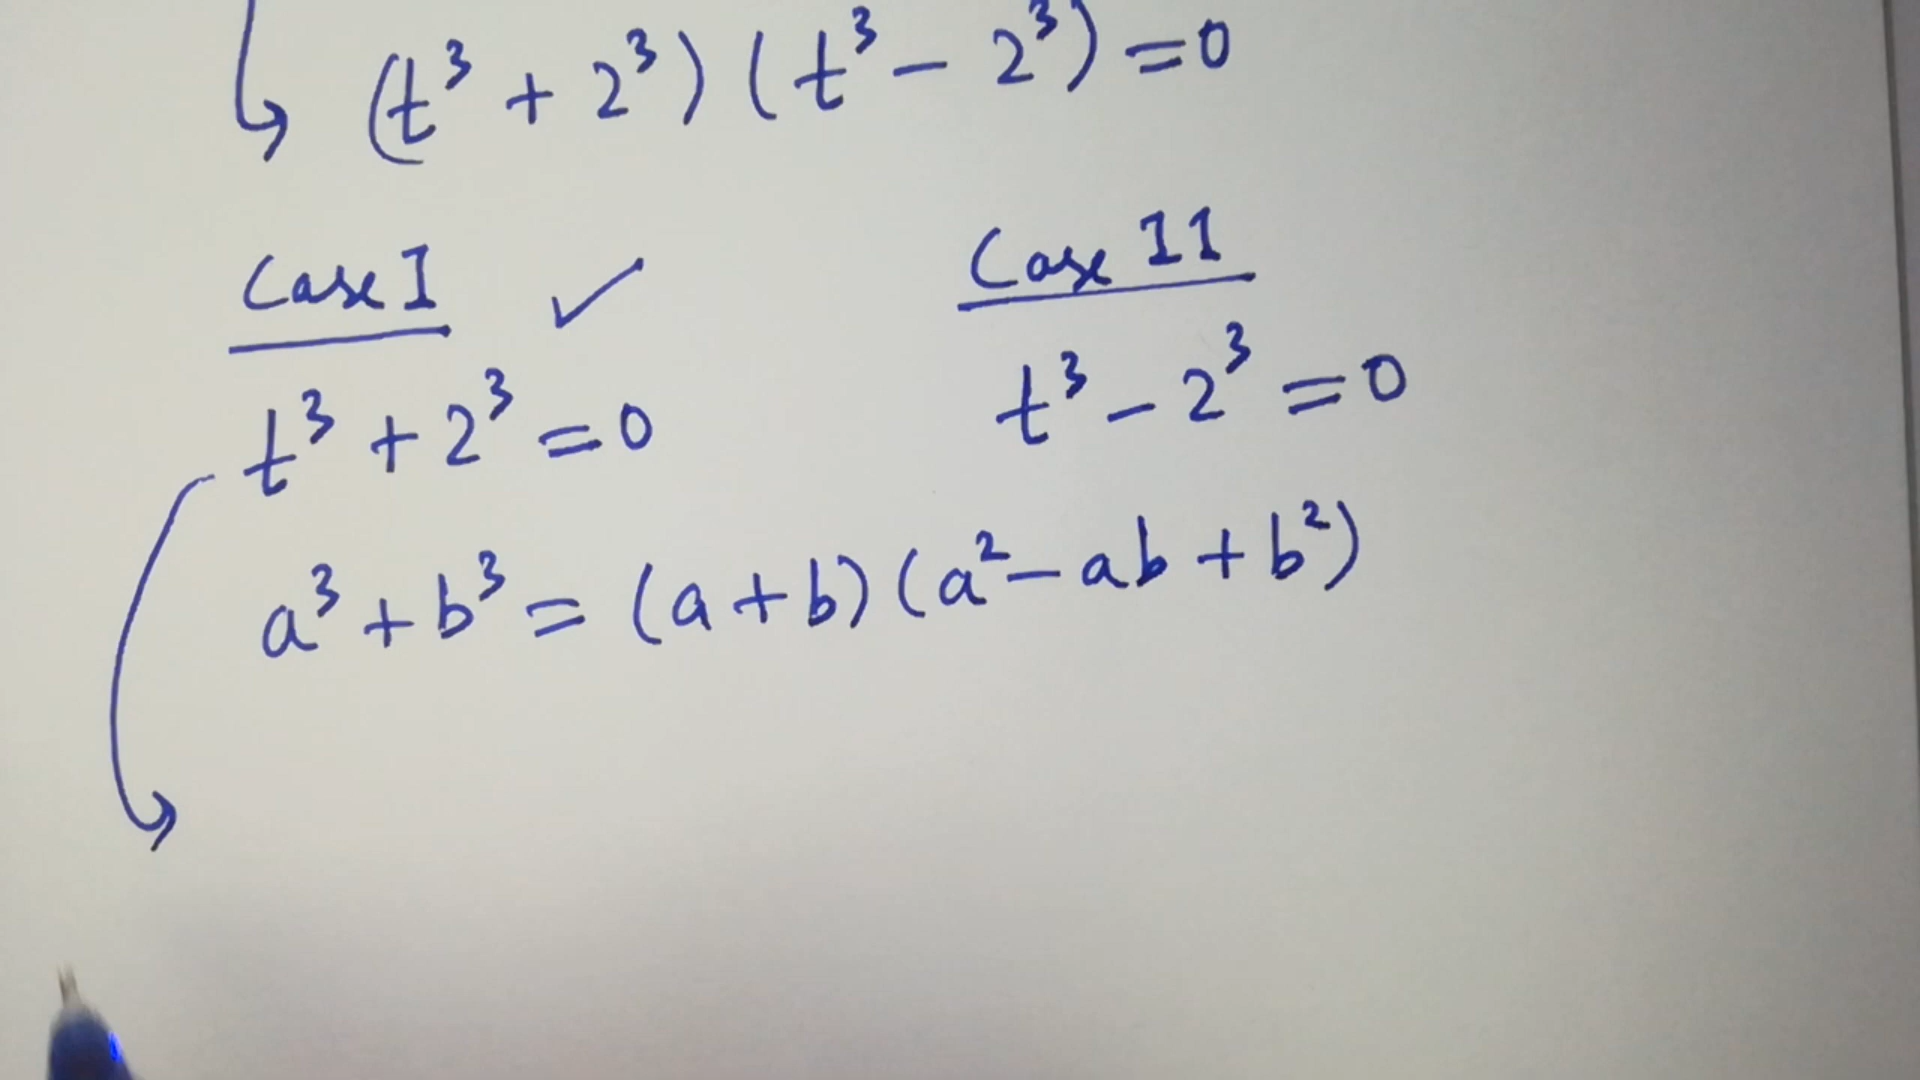 (t³ + 2³) (t³ - 2³) = 0
Case I ✓
Case II
t³ + 2³ = 0
t³ - 2³ = 0
a³ + b³ = (a + b) (a² - ab + b²)